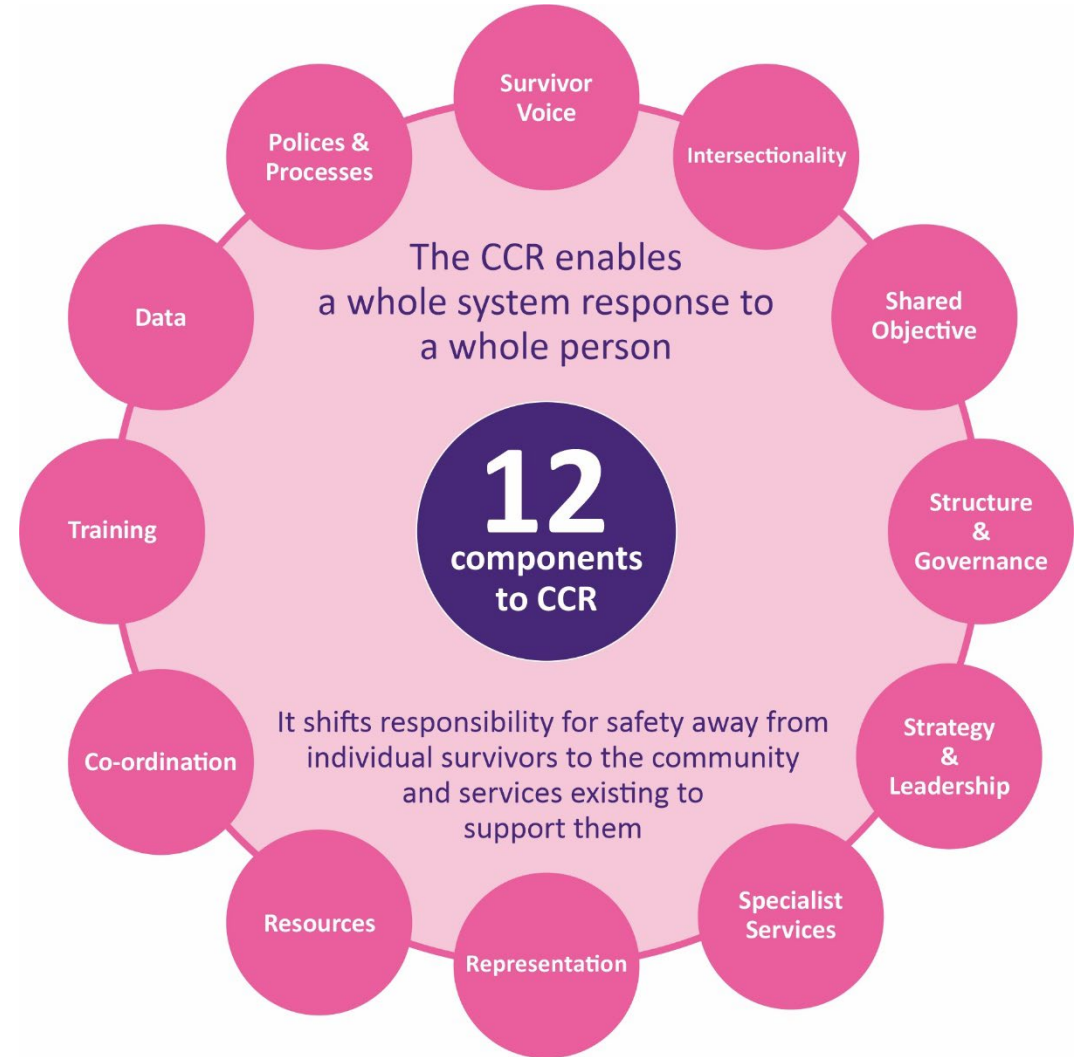 Survivor
Voice
Intersectionality
Shared
Objective
Structure
&
Governance
Strategy
&
Leadership
Specialist
Services
Representation
Resources
Co-ordination
Training
Data
Polices &
Processes
The CCR enables
a whole system response to
a whole person
12
components
to CCR
It shifts responsibility for safety away from
individual survivors to the community
and services existing to
support them